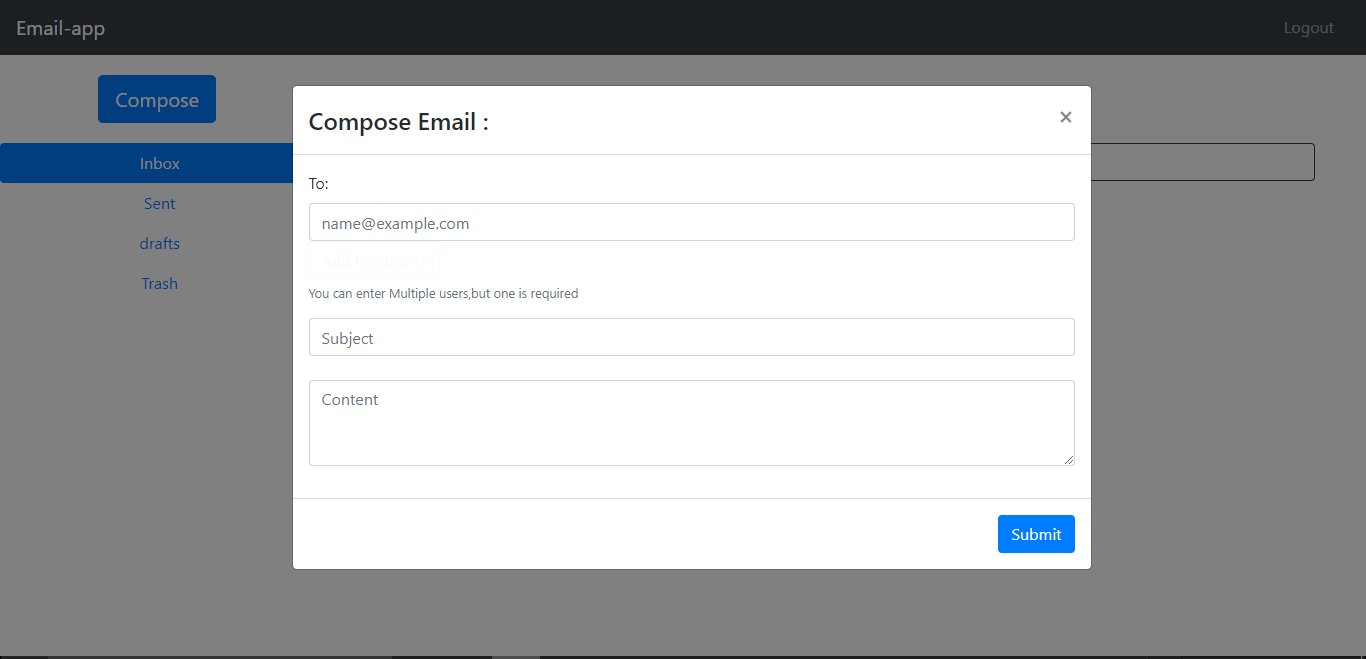 Email-app
Logout
Compose
Inbox
Sent
drafts
Trash
Compose Email :
×
To:
name@example.com
Add Recipients
You can enter Multiple users,but one is required
Subject
Content
Submit